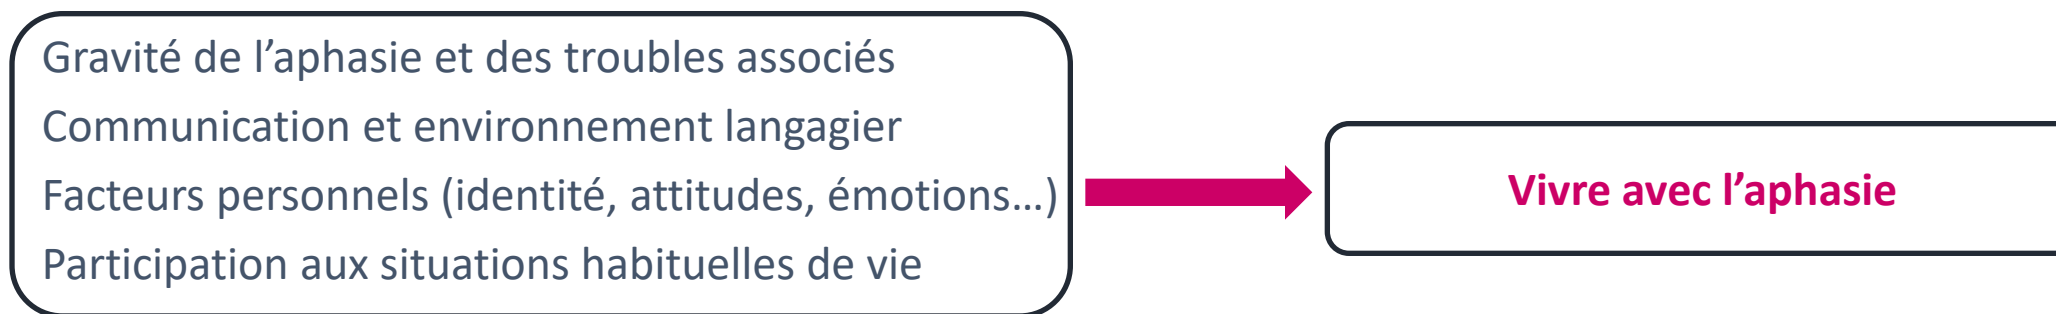 Gravité de l’aphasie et des troubles associés
Communication et environnement langagier
Facteurs personnels (identité, attitudes, émotions…)
Participation aux situations habituelles de vie
Vivre avec l’aphasie